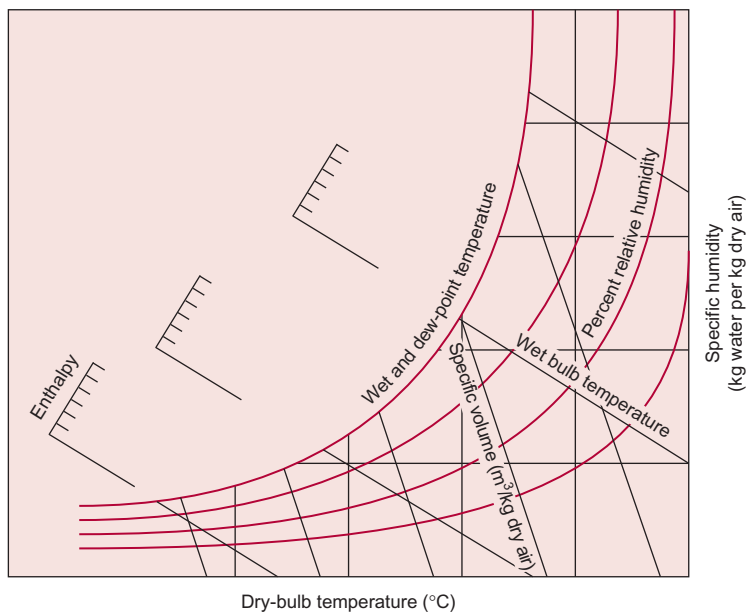 Enthalpy
Wet and dew-point temperature
Specific volume (m³/kg dry air)
Wet bulb temperature
Percent relative humidity
Specific humidity
(kg water per kg dry air)
Dry-bulb temperature (°C)